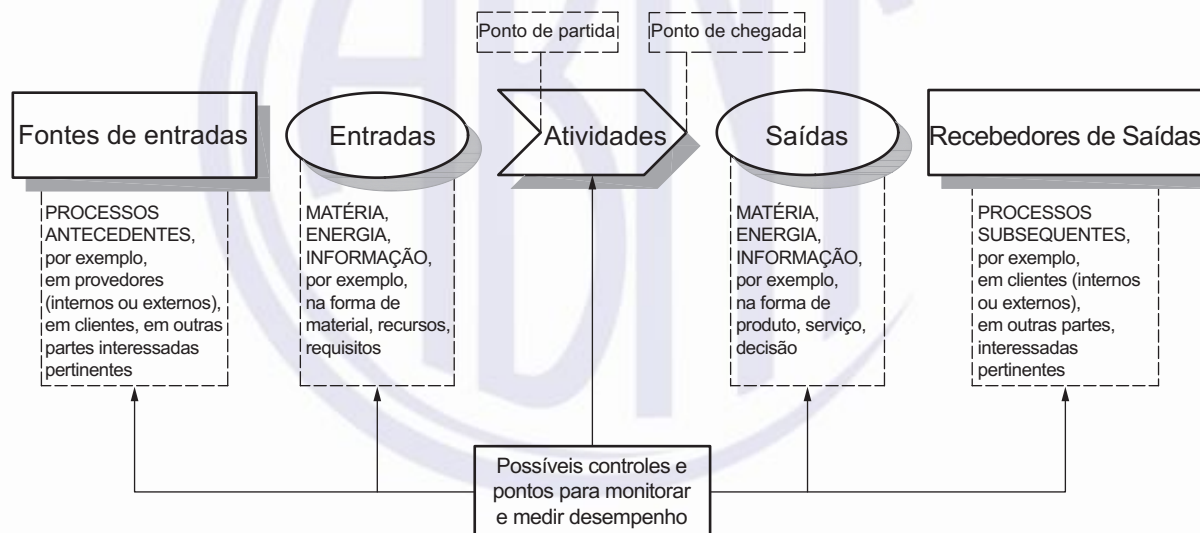 Ponto de partida
Ponto de chegada
Fontes de entradas
Entradas
Atividades
Saídas
Recebedores de Saídas
PROCESSOS
ANTECEDENTES,
por exemplo,
em provedores
(internos ou externos),
em clientes, em outras
partes interessadas
pertinentes
MATÉRIA,
ENERGIA,
INFORMAÇÃO,
por exemplo,
na forma de
material, recursos,
requisitos
MATÉRIA,
ENERGIA,
INFORMAÇÃO,
por exemplo,
na forma de
produto, serviço,
decisão
PROCESSOS
SUBSEQUENTES,
por exemplo,
em clientes (internos
ou externos),
em outras partes,
interessadas
pertinentes
Possíveis controles e
pontos para monitorar
e medir desempenho
ABNT